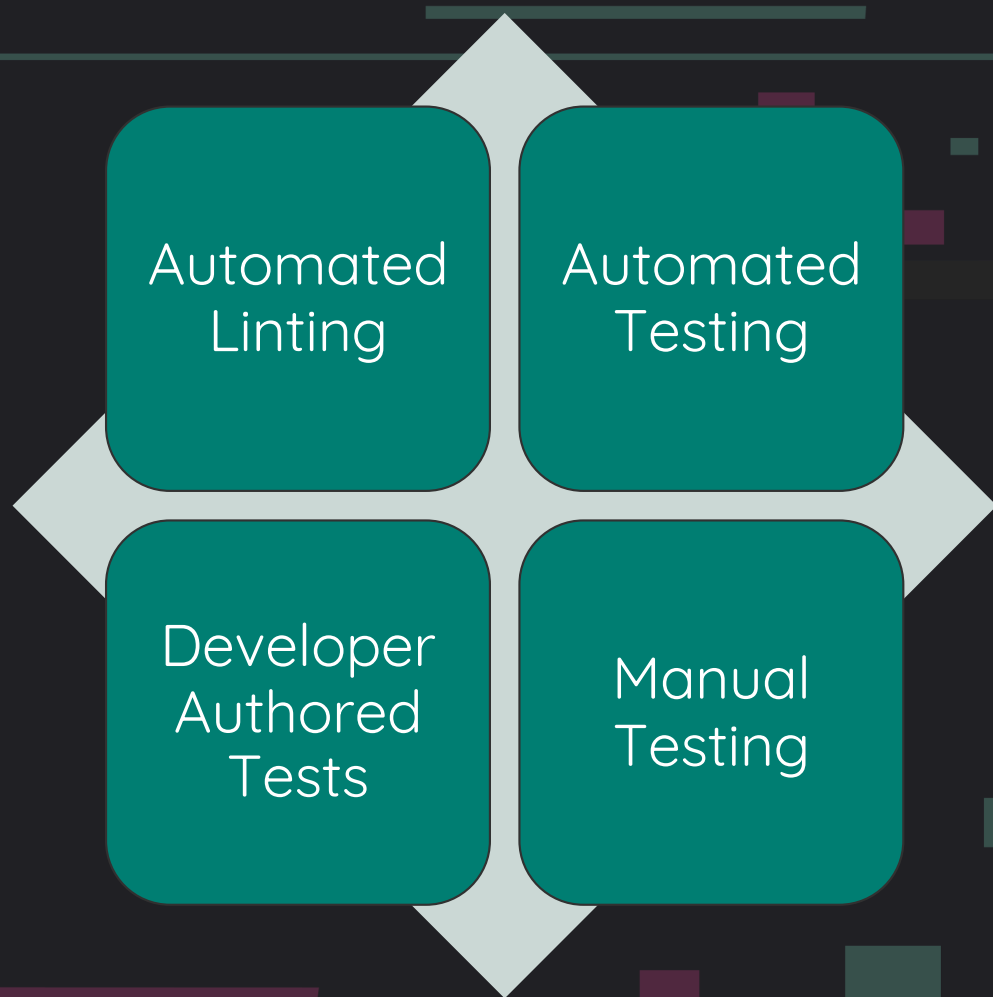 Automated
Linting
Automated
Testing
Developer
Authored
Tests
Manual
Testing